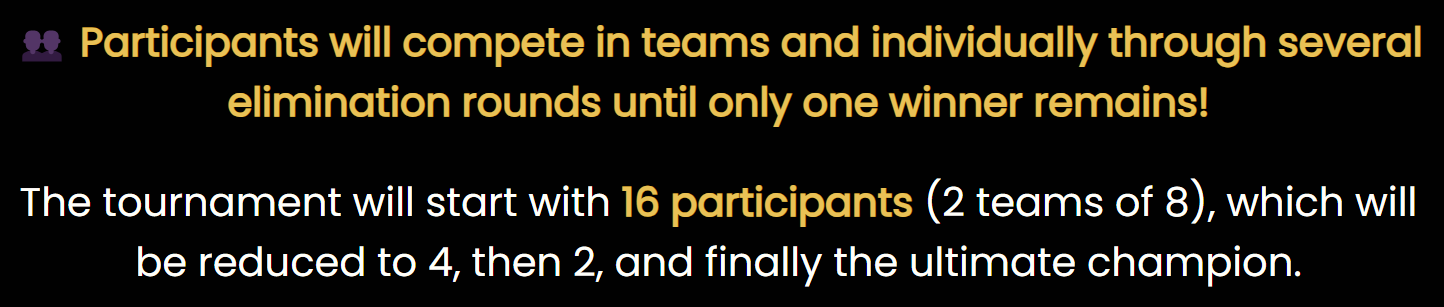 👥 Participants will compete in teams and individually through several
elimination rounds until only one winner remains!
The tournament will start with 16 participants (2 teams of 8), which will
be reduced to 4, then 2, and finally the ultimate champion.